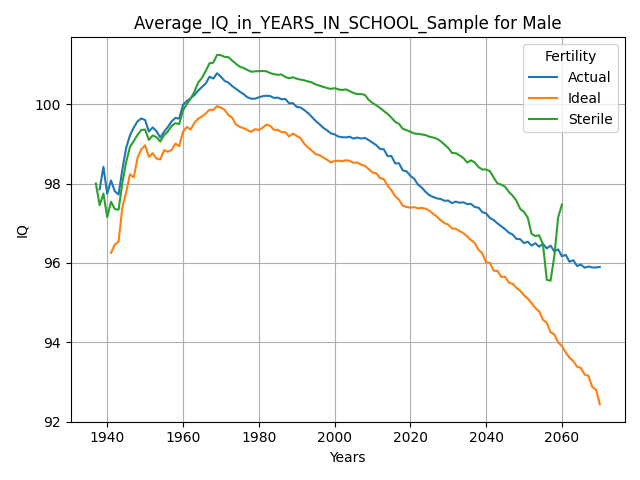 Average_IQ_in_YEARS_IN_SCHOOL_Sample for Male
Fertility
Actual
Ideal
Sterile
IQ
100
98
96
94
92
1940 1960 1980 2000 2020 2040 2060
Years